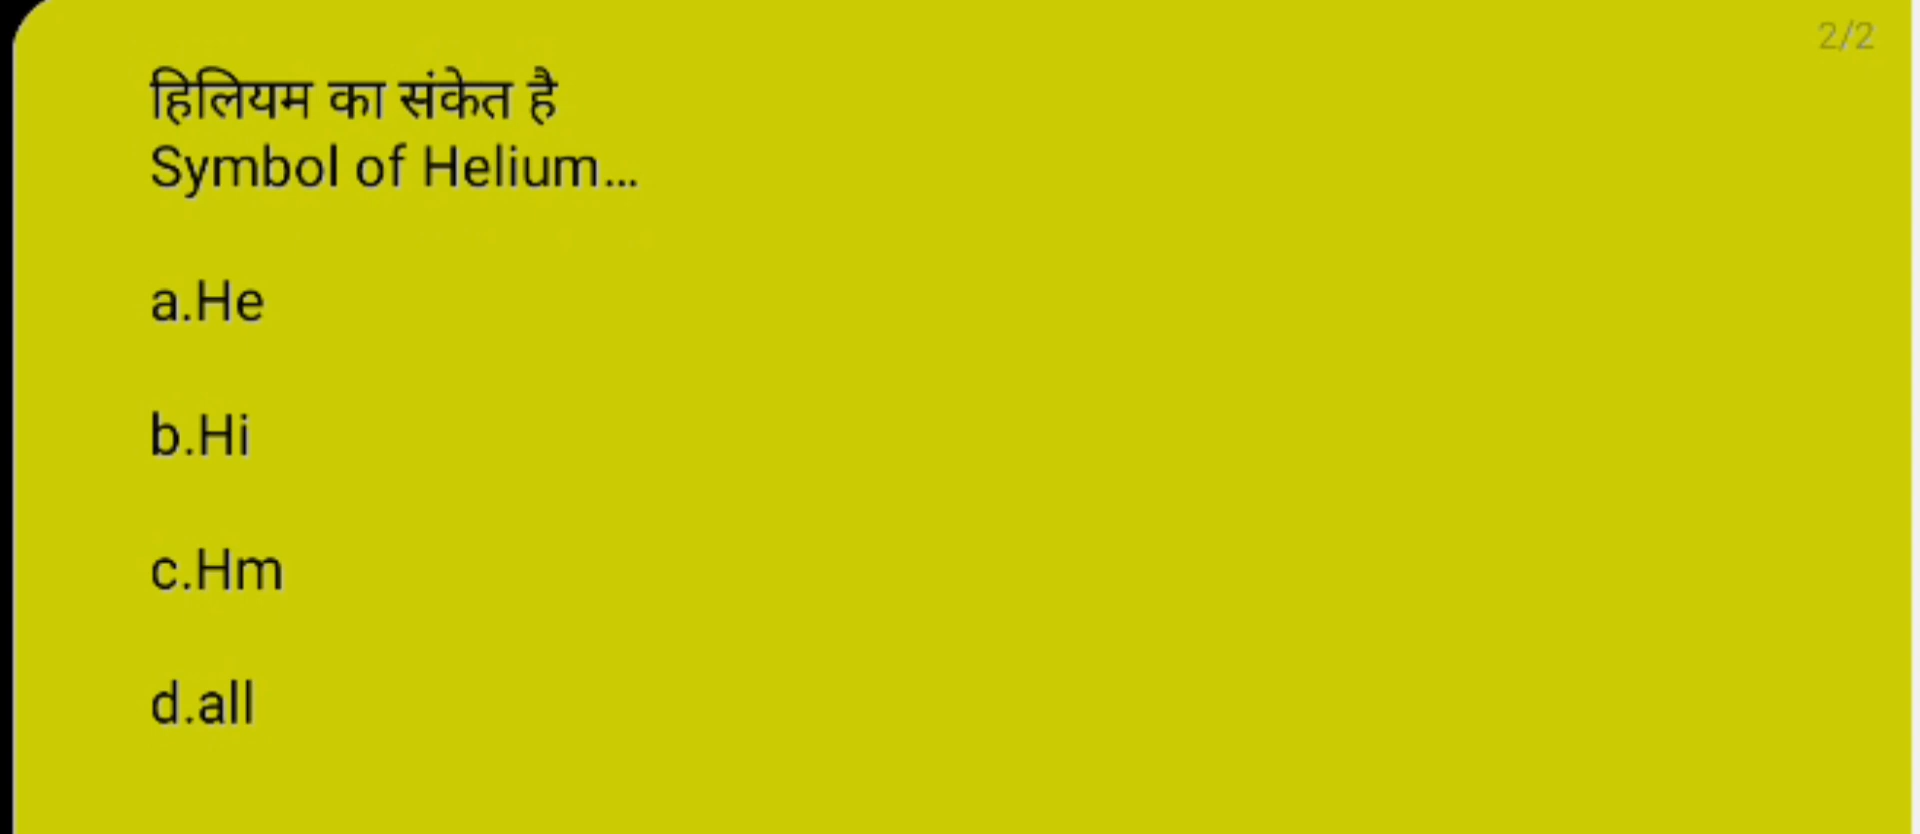 2/2
हिलियम का संकेत है
Symbol of Helium...
a.He
b.Hi
c.Hm
d.all